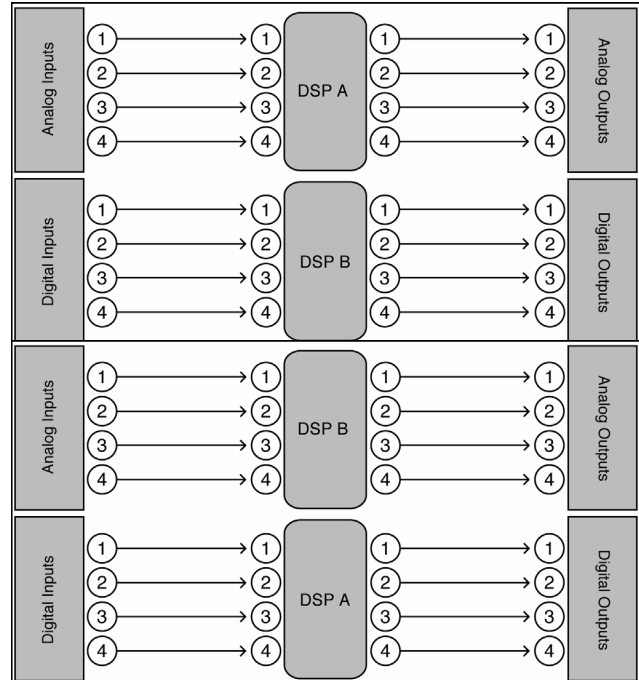 Analog Inputs
1 1 DSP A 1 1
2 2 2 2
3 3 3 3
4 4 4 4
Analog Outputs
Digital Inputs
1 1 DSP B 1 1
2 2 2 2
3 3 3 3
4 4 4 4
Digital Outputs
Analog Inputs
1 1 DSP B 1 1
2 2 2 2
3 3 3 3
4 4 4 4
Analog Outputs
Digital Inputs
1 1 DSP A 1 1
2 2 2 2
3 3 3 3
4 4 4 4
Digital Outputs